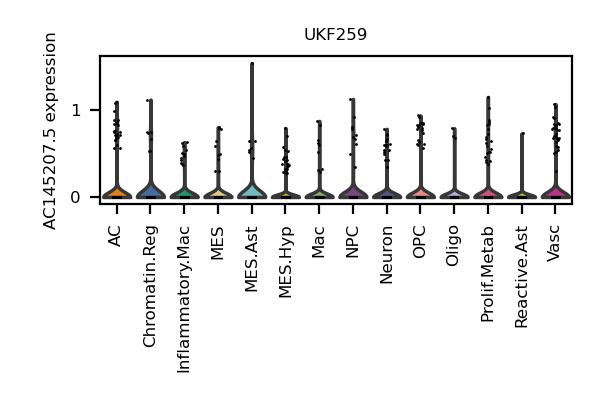 UKF259
AC145207.5 expression
1
0
AC
Chromatin.Reg
Inflammatory.Mac
MES
MES.Ast
MES.Hyp
Mac
NPC
Neuron
OPC
Oligo
Prolif.Metab
Reactive.Ast
Vasc